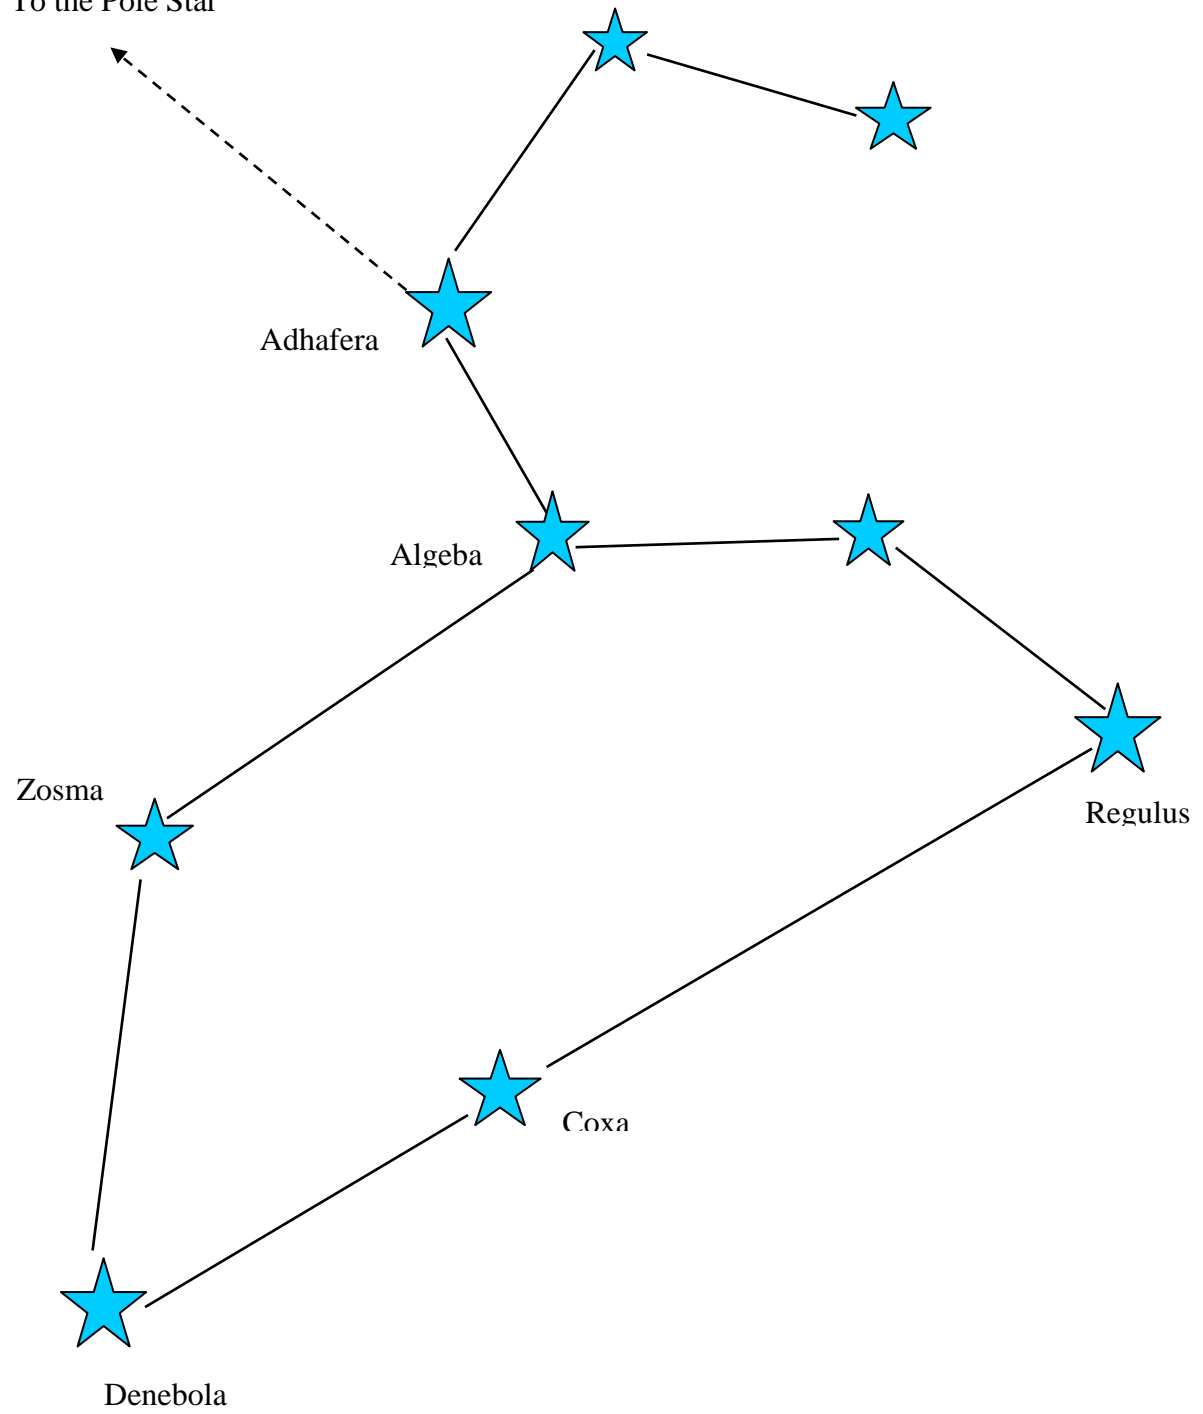 To the Pole Star
Adhafera
Algeba
Zosma
Regulus
Coxa
Denebola